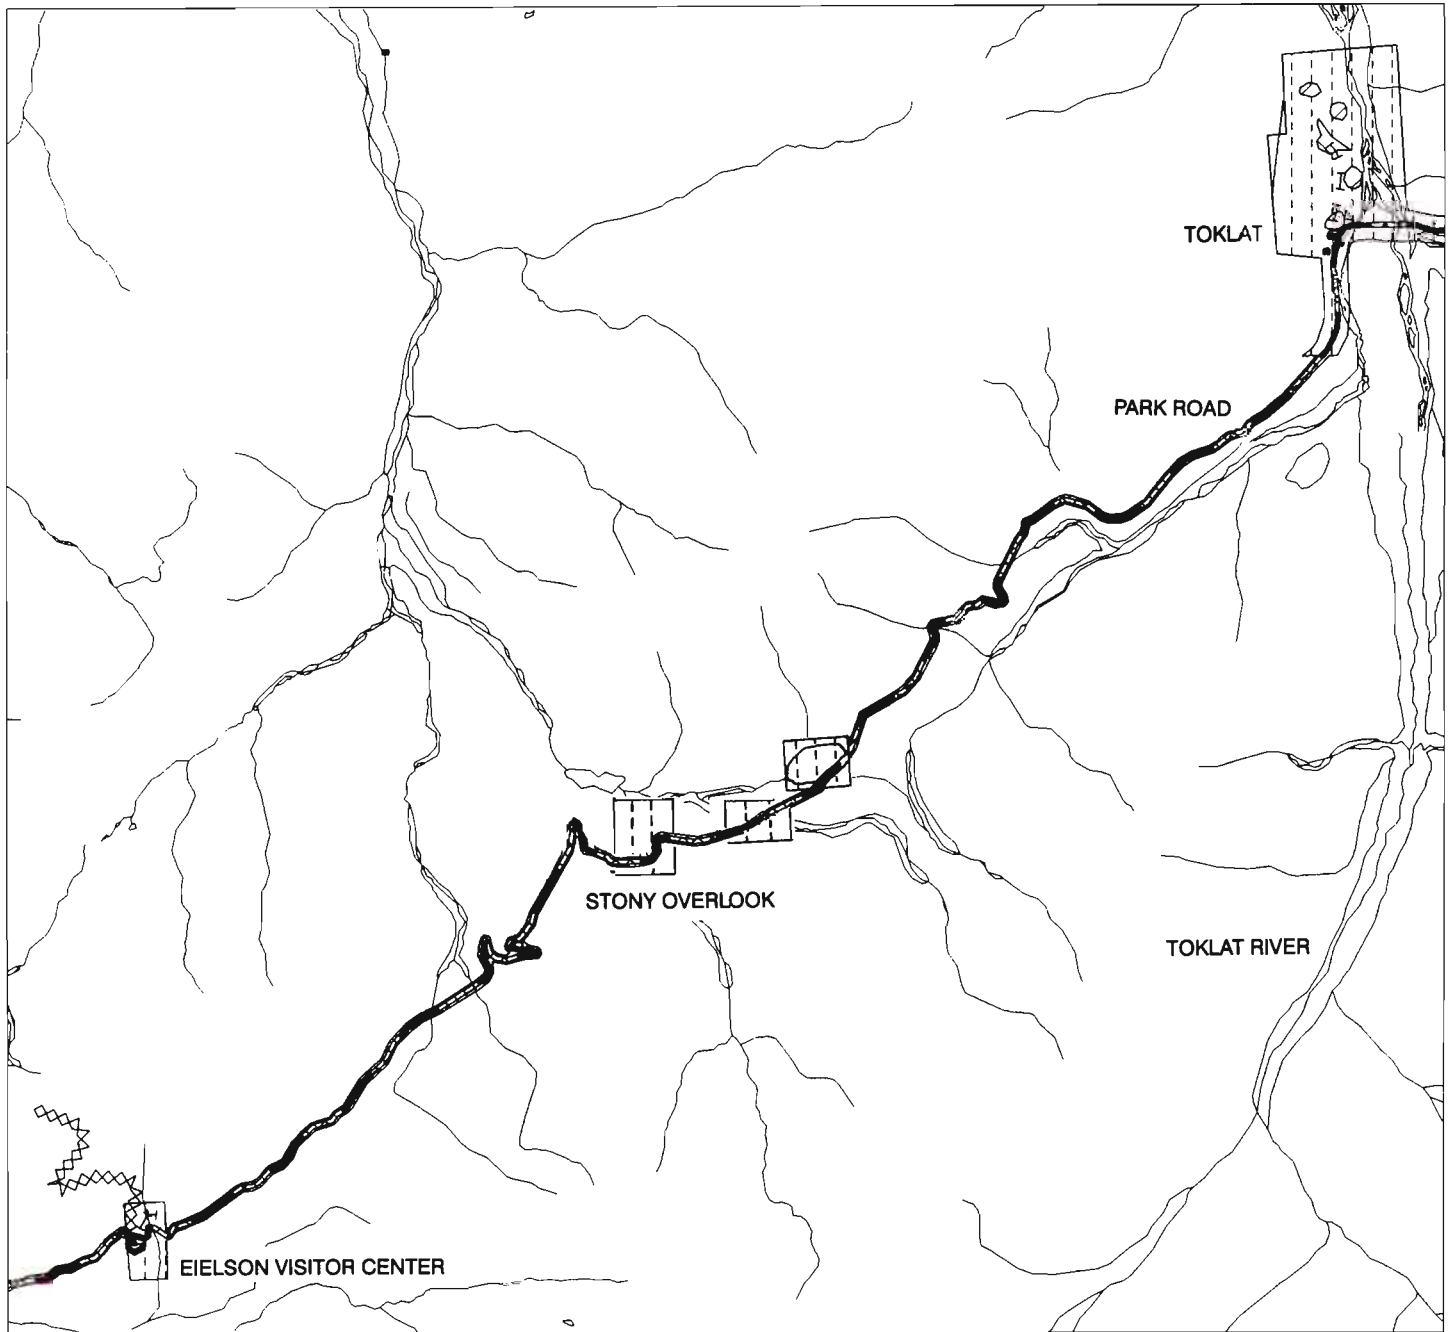 TOKLAT
PARK ROAD
STONY OVERLOOK
TOKLAT RIVER
EIELSON VISITOR CENTER